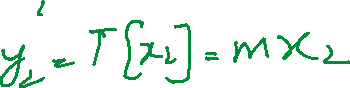 y₂' = T[x₂] = mx₂